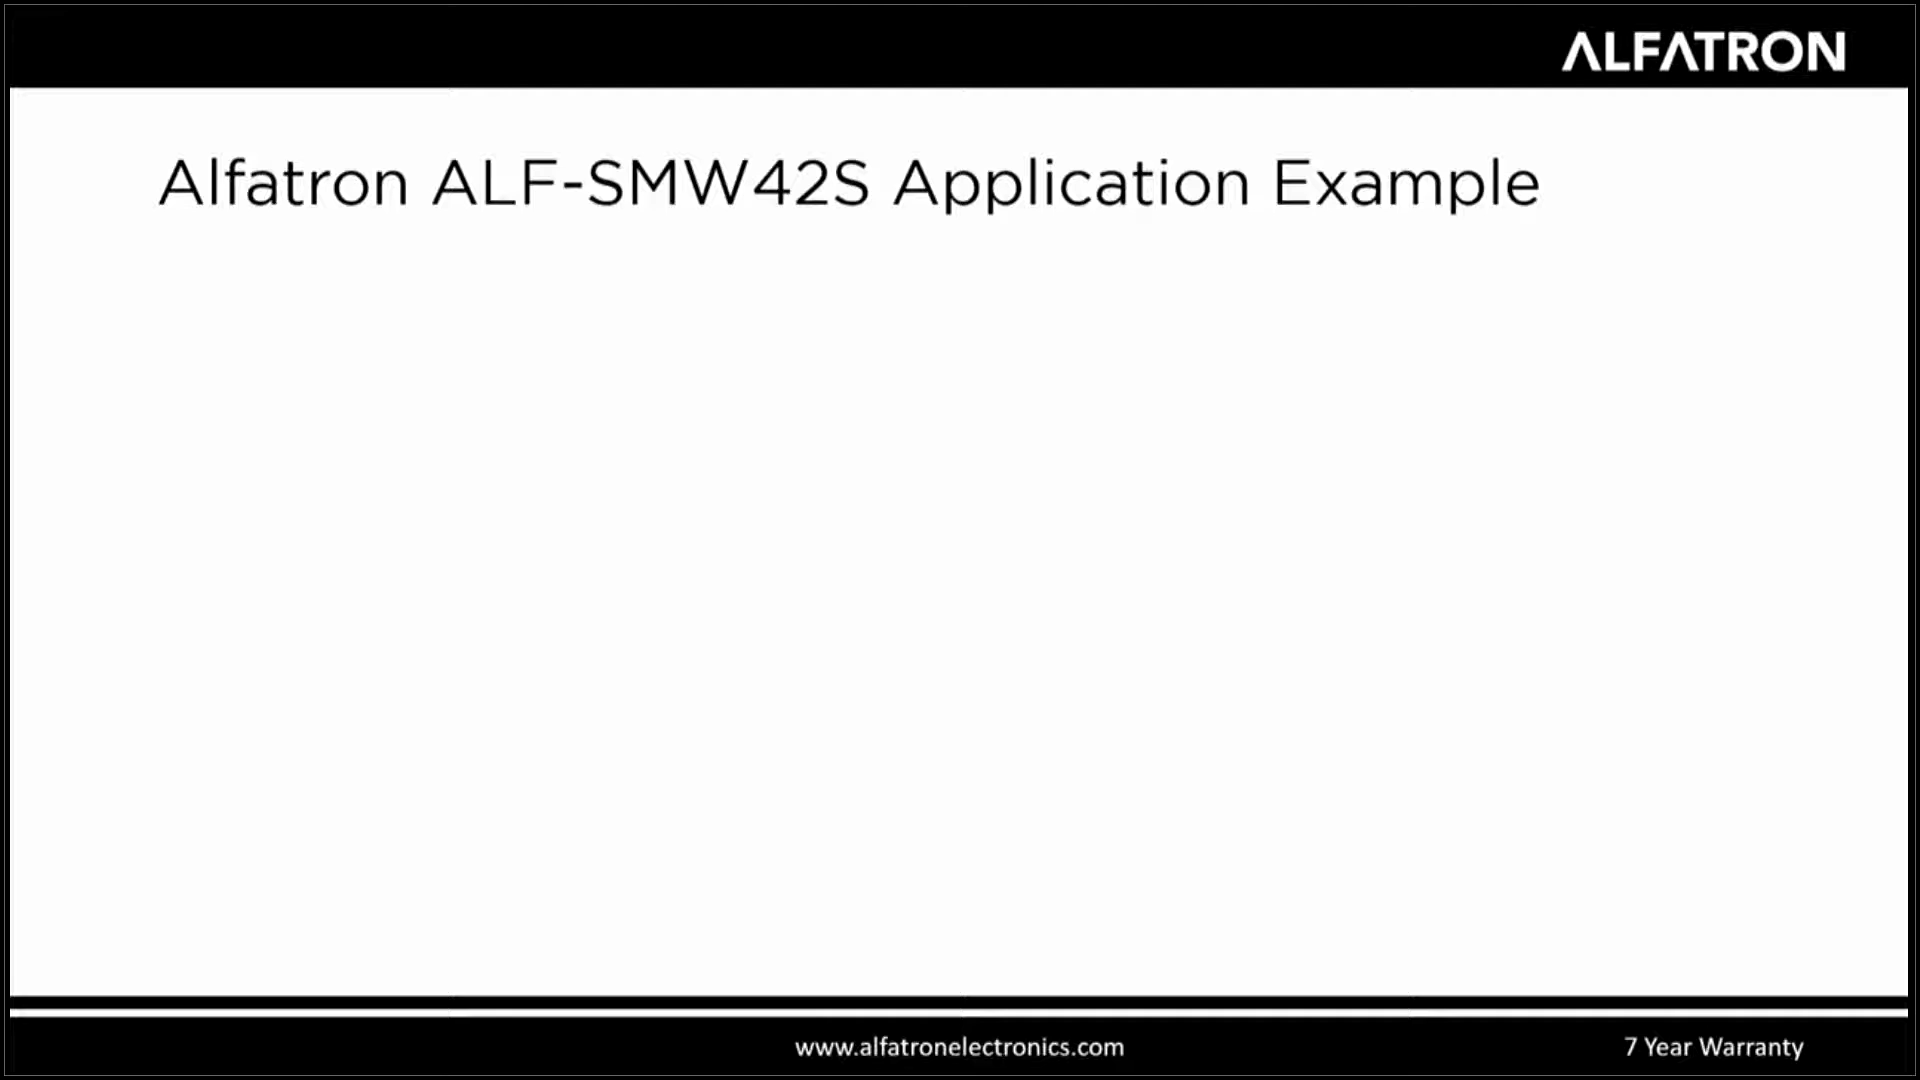 ALFATRON
Alfatron ALF-SMW42S Application Example
www.alfatronelectronics.com
7 Year Warranty